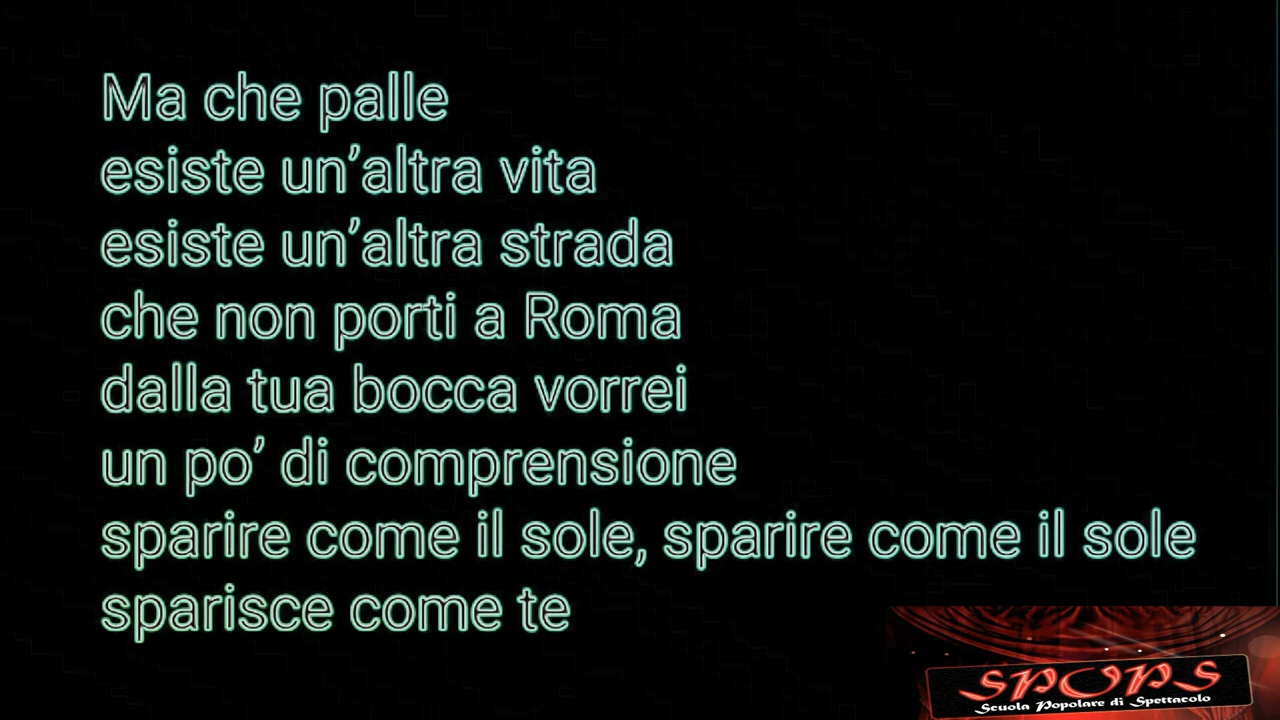 Ma che palle
esiste un’altra vita
esiste un’altra strada
che non porti a Roma
dalla tua bocca vorrei
un po’ di comprensione
sparire come il sole, sparire come il sole
sparisce come te
SPOPS
Scuola Popolare di Spettacolo